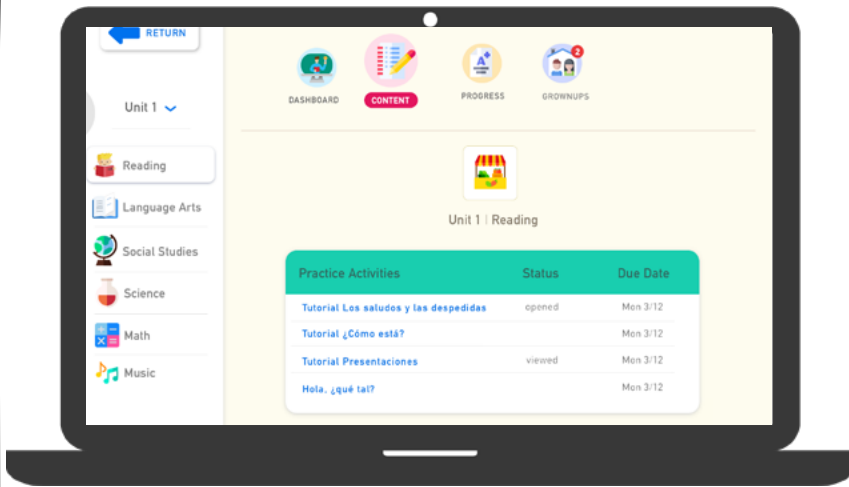 RETURN
2
DASHBOARD
CONTENT
A+
PROGRESS
GROWNUPS
Unit 1
Reading
Language Arts
Social Studies
Science
Math
Music
Unit 1 | Reading
Practice Activities Status Due Date
Tutorial Los saludos y las despedidas opened Mon 3/12
Tutorial ¿Cómo está? Mon 3/12
Tutorial Presentaciones viewed Mon 3/12
Hola, ¿qué tal? Mon 3/12